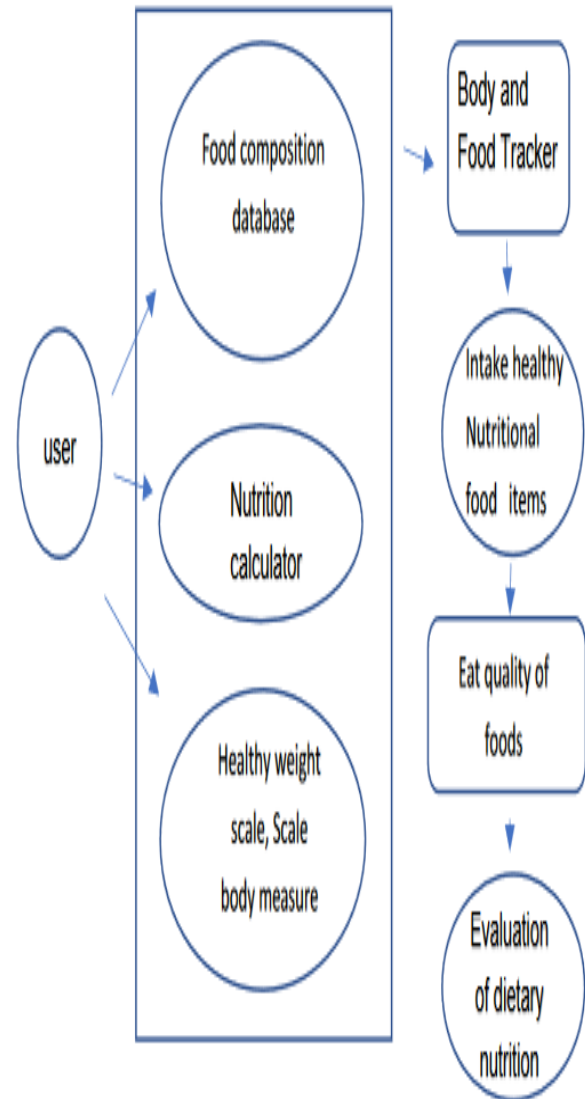 user
Food composition
database
Nutrition
calculator
Healthy weight
scale, Scale
body measure
Body and
Food Tracker
Intake healthy
Nutritional
food items
Eat quality of
foods
Evaluation
of dietary
nutrition